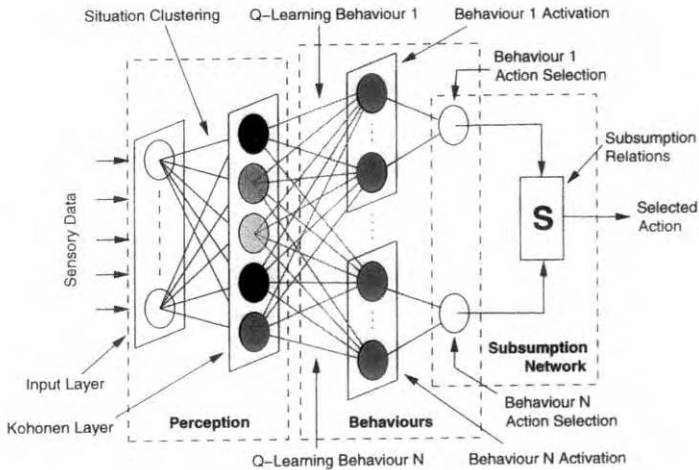 Situation Clustering
Q-Learning Behaviour 1
Behaviour 1 Activation
Behaviour 1
Action Selection
Subsumption
Relations
Sensory Data
S
Selected
Action
Input Layer
Kohonen Layer
Perception
Behaviours
Subsumption
Network
Behaviour N
Action Selection
Q-Learning Behaviour N
Behaviour N Activation